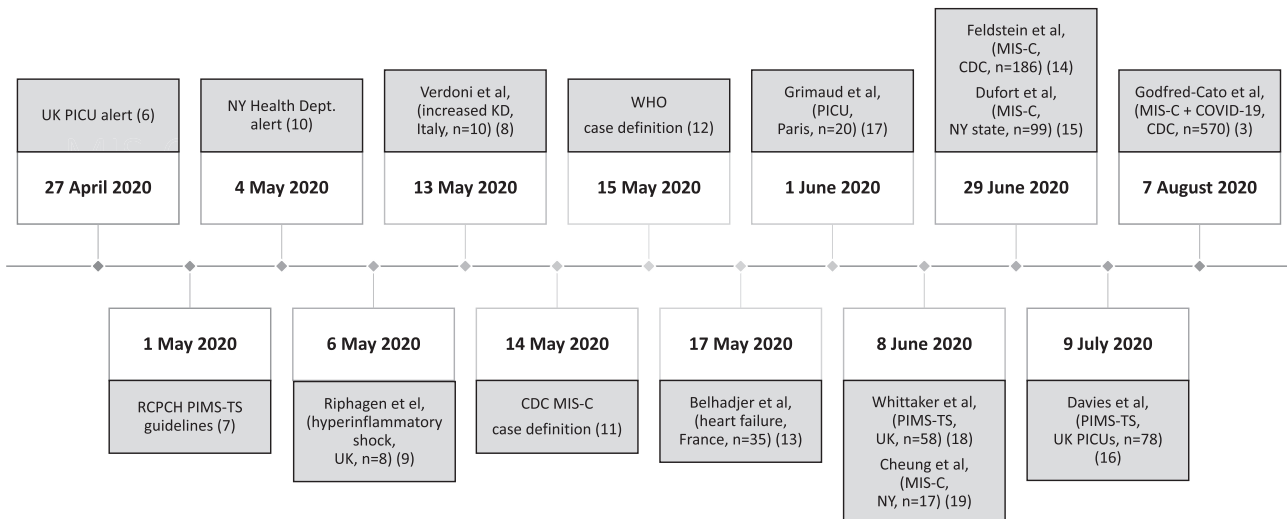 UK PICU alert (6)
27 April 2020
NY Health Dept.
alert (10)
4 May 2020
Verdoni et al,
(increased KD,
Italy, n=10) (8)
13 May 2020
WHO
case definition (12)
15 May 2020
Grimaud et al,
(PICU,
Paris, n=20) (17)
1 June 2020
Feldstein et al,
(MIS-C,
CDC, n=186) (14)
Dufort et al,
(MIS-C,
NY state, n=99) (15)
29 June 2020
Godfred-Cato et al,
(MIS-C + COVID-19,
CDC, n=570) (3)
7 August 2020
1 May 2020
RCPCH PIMS-TS
guidelines (7)
6 May 2020
Riphagen et el,
(hyperinflammatory
shock,
UK, n=8) (9)
14 May 2020
CDC MIS-C
case definition (11)
17 May 2020
Belhadjer et al,
(heart failure,
France, n=35) (13)
8 June 2020
Whittaker et al,
(PIMS-TS,
UK, n=58) (18)
Cheung et al,
(MIS-C,
NY, n=17) (19)
9 July 2020
Davies et al,
(PIMS-TS,
UK PICUs, n=78)
(16)